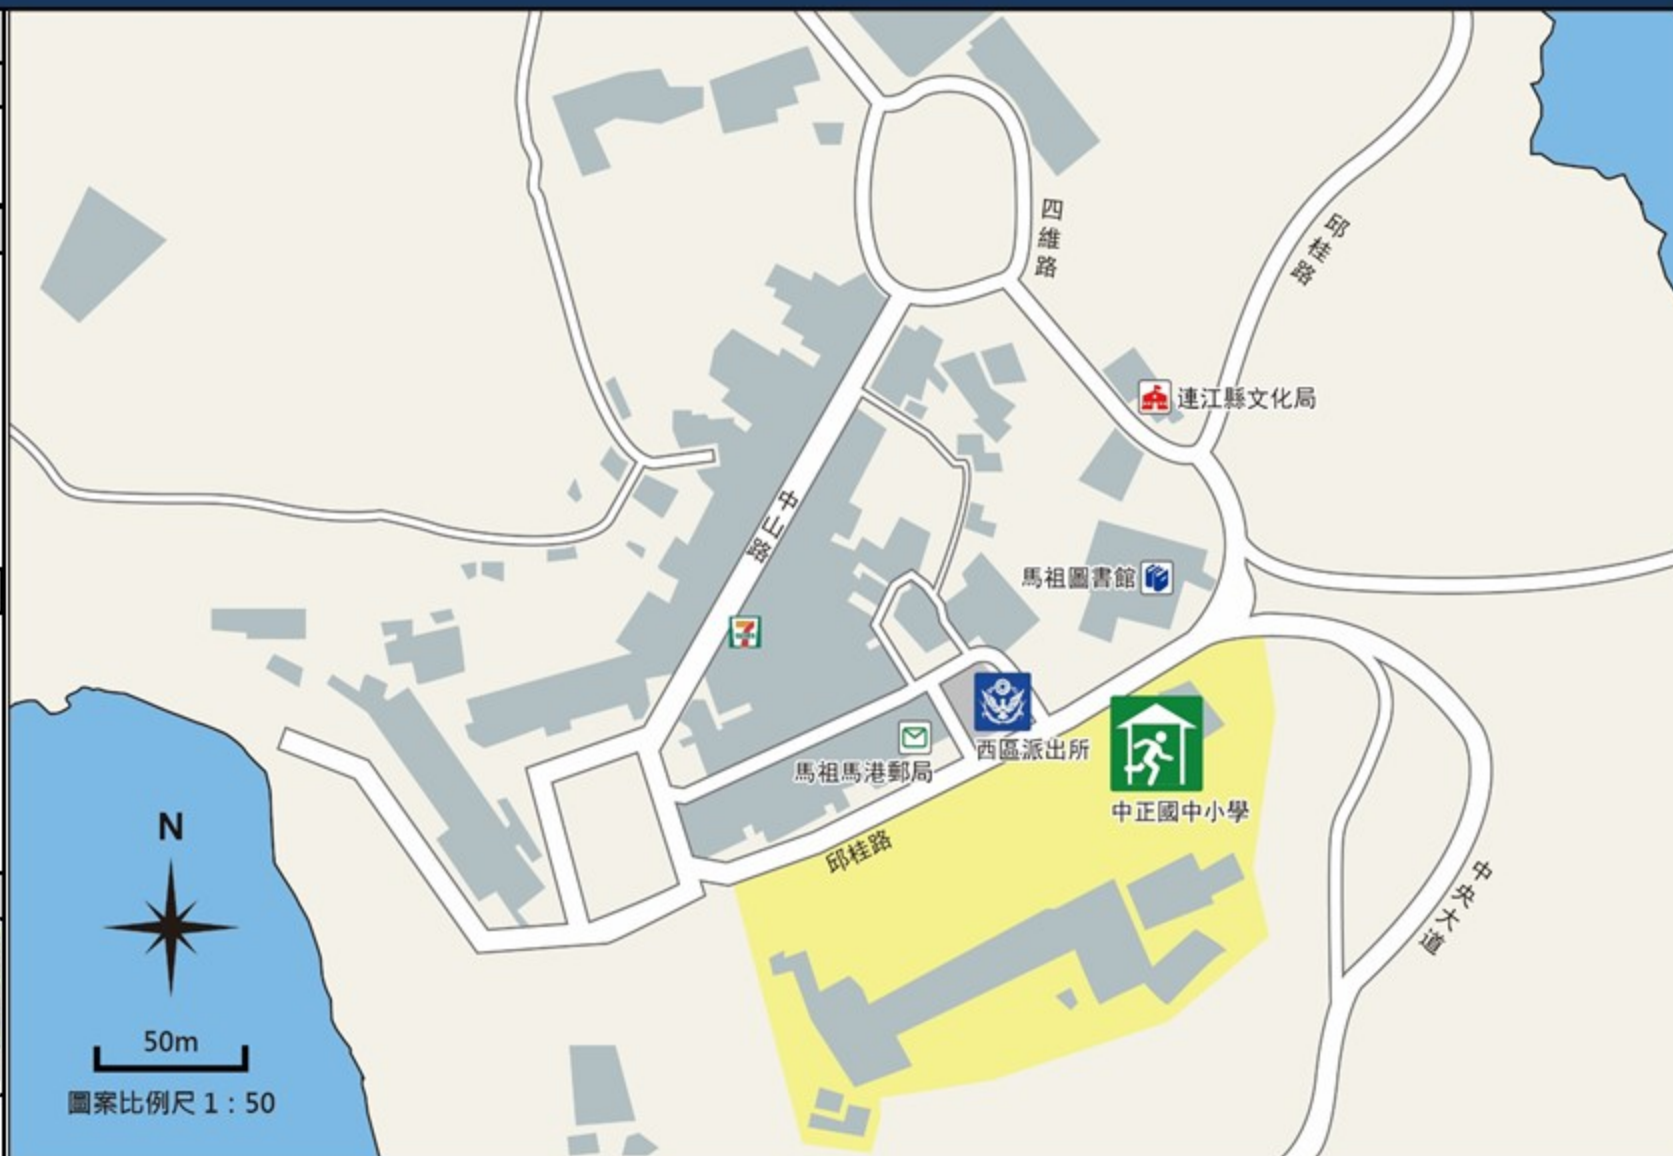 四維路
邱桂路
連江縣文化局
中山路
馬祖圖書館
7
西區派出所
馬祖馬港郵局
中正國中小學
邱桂路
中央大道
N
50m
圖案比例尺 1：50